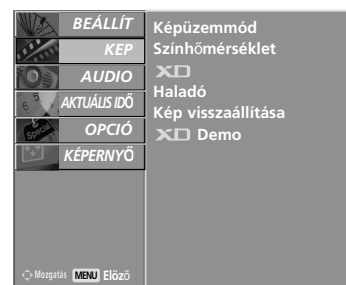 BEÁLLÍT
KEP
AUDIO
AKTUÁLIS IDŐ
OPCIÓ
KÉPERNYŐ
Képüzemmód
Színhőmérséklet
XD
Haladó
Kép visszaállítása
XD Demo
Mozgatás MENU Előző